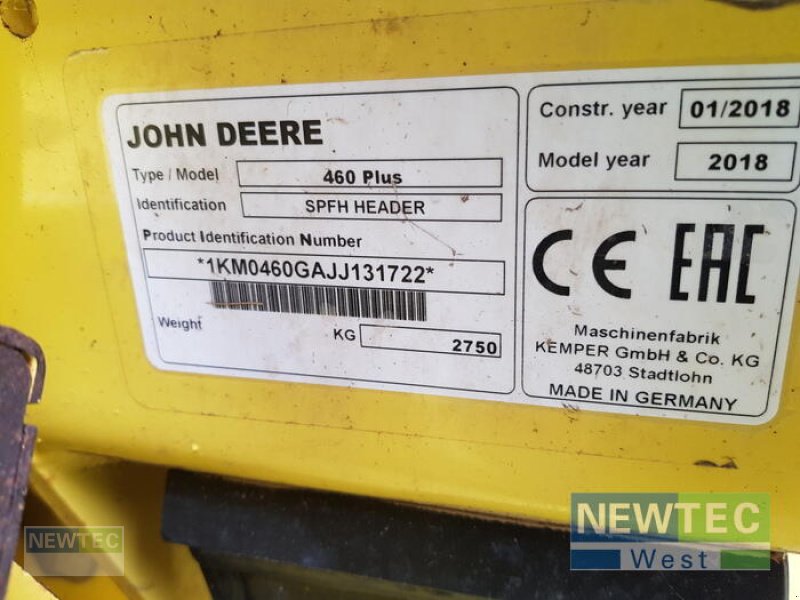 JOHN DEERE
Type / Model 460 Plus
Identification SPFH HEADER
Product Identification Number
*1KM0460GAJJ131722*
Weight KG 2750
Constr. year 01/2018
Model year 2018
CE EAC
Maschinenfabrik
KEMPER GmbH & Co. KG
48703 Stadtlohn
MADE IN GERMANY
NEWTEC
NEWTEC
West